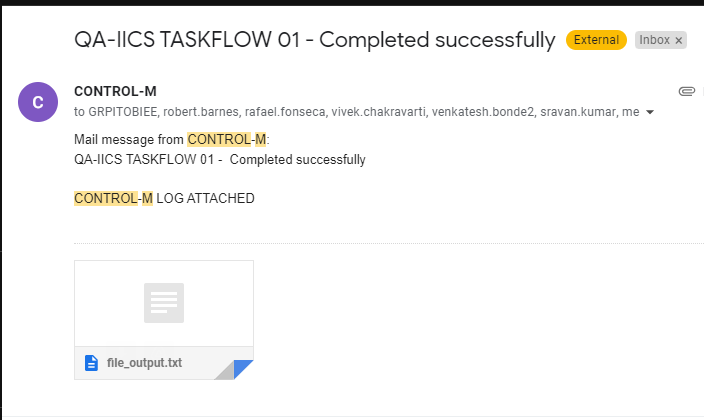 QA-IICS TASKFLOW 01 - Completed successfully External Inbox ×
C
CONTROL-M
to GRPITOBIEE, robert.barnes, rafael.fonseca, vivek.chakravarti, venkatesh.bonde2, sravan.kumar, me
Mail message from CONTROL-M:
QA-IICS TASKFLOW 01 -  Completed successfully
CONTROL-M LOG ATTACHED
file_output.txt